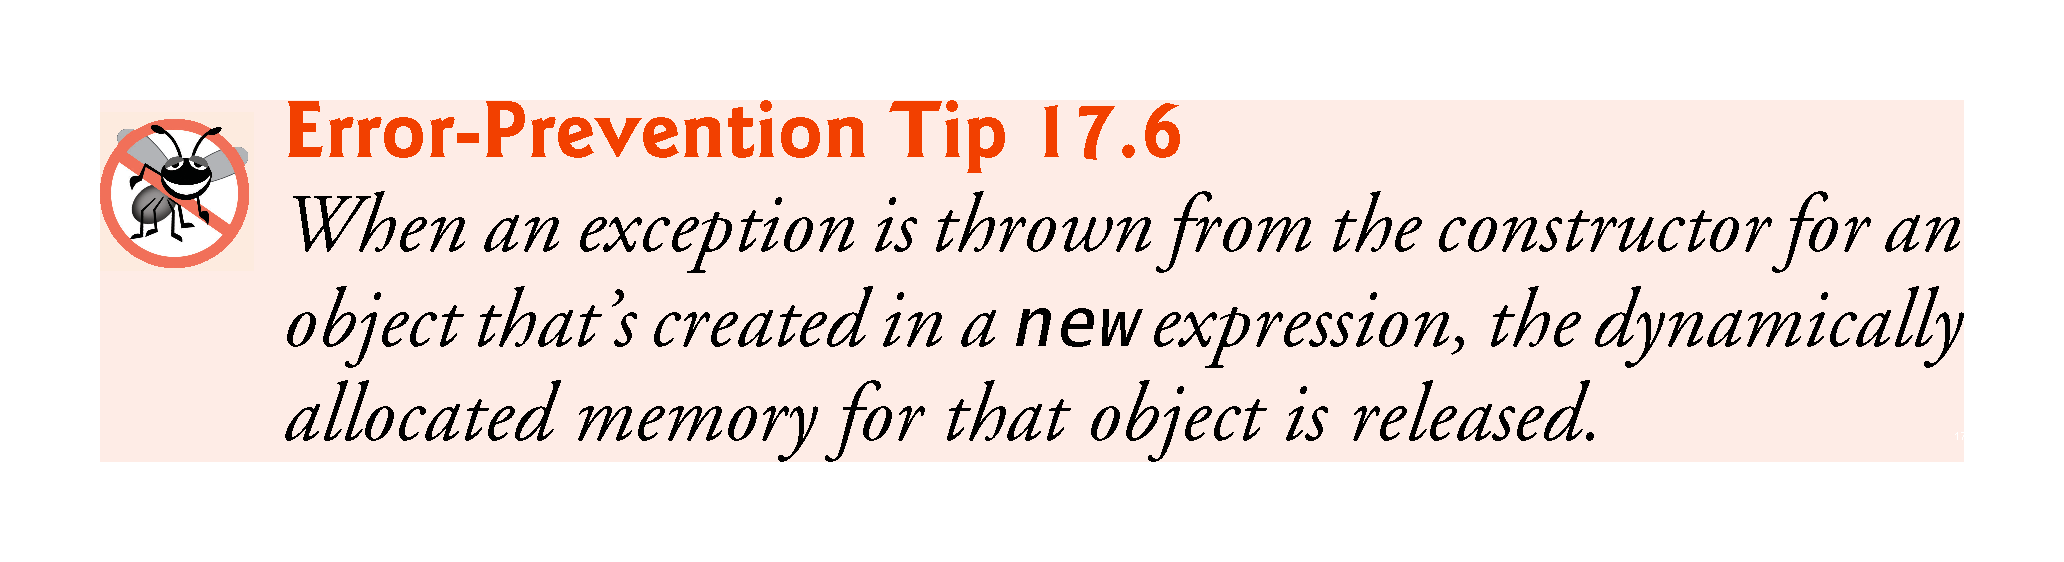 Error-Prevention Tip 17.6
When an exception is thrown from the constructor for an
object that’s created in a new expression, the dynamically
allocated memory for that object is released.